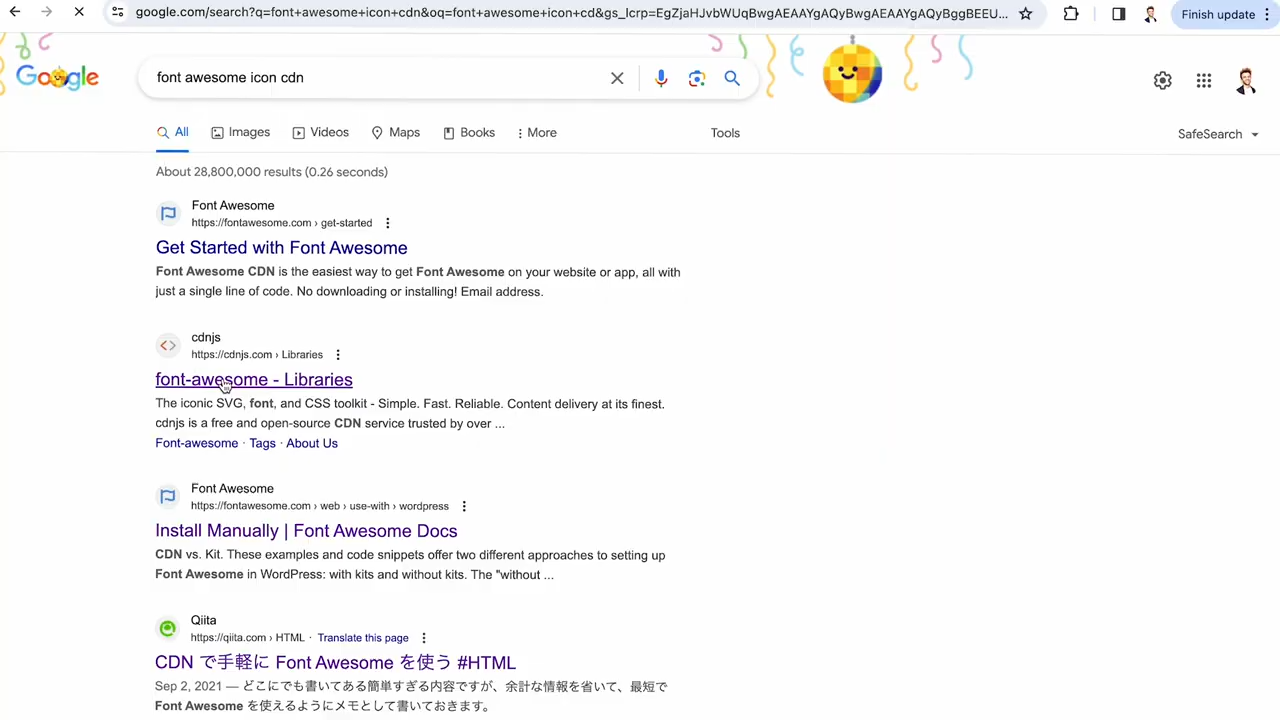 google.com/search?q=font+awesome+icon+cdn&oq=font+awesome+icon+cd&gs_lcrp=EgZjaHJvbWUqBwgAEAAYgAQyBwgAEAAYgAQyBggBEEU...
Finish update
Google
font awesome icon cdn
All
Images
Videos
Maps
Books
More
Tools
SafeSearch
About 28,800,000 results (0.26 seconds)
Font Awesome
https://fontawesome.com › get-started
Get Started with Font Awesome
Font Awesome CDN is the easiest way to get Font Awesome on your website or app, all with
just a single line of code. No downloading or installing! Email address.
cdnjs
https://cdnjs.com › Libraries
font-awesome - Libraries
The iconic SVG, font, and CSS toolkit - Simple. Fast. Reliable. Content delivery at its finest.
cdnjs is a free and open-source CDN service trusted by over ...
Font-awesome · Tags · About Us
Font Awesome
https://fontawesome.com › web › use-with › wordpress
Install Manually | Font Awesome Docs
CDN vs. Kit. These examples and code snippets offer two different approaches to setting up
Font Awesome in WordPress: with kits and without kits. The "without ...
Qiita
https://qiita.com › HTML · Translate this page
CDN で手軽に Font Awesome を使う #HTML
Sep 2, 2021 — どこにでも書いてある簡単すぎる内容ですが、余計な情報を省いて、最短で
Font Awesome を使えるようにメモとして書いておきます。